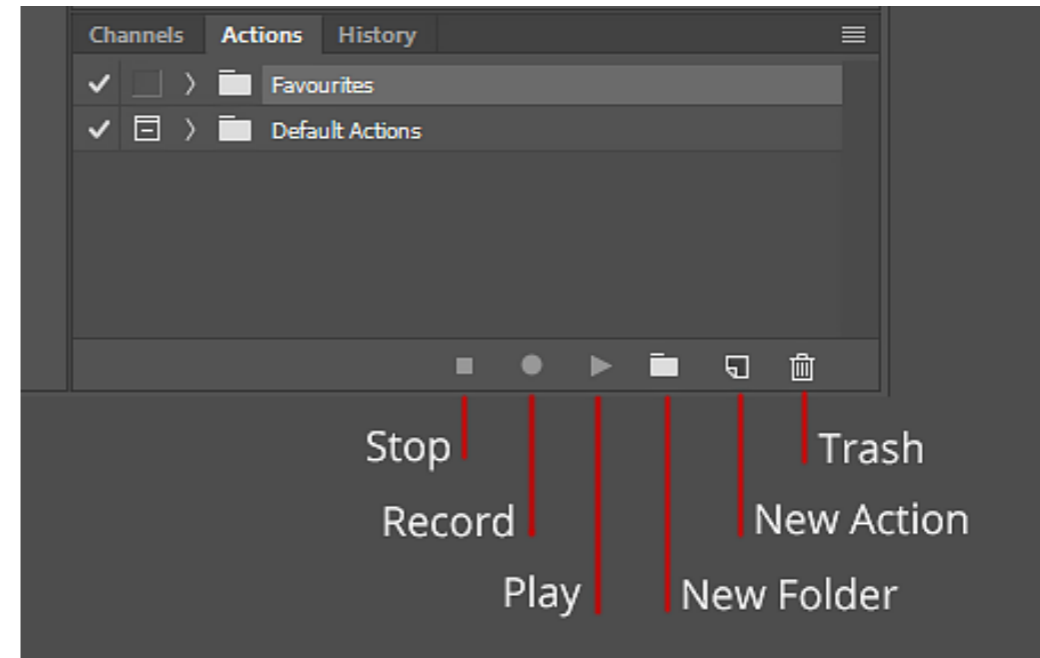 Channels Actions History
Favourites
Default Actions
Stop
Trash
Record
New Action
Play
New Folder